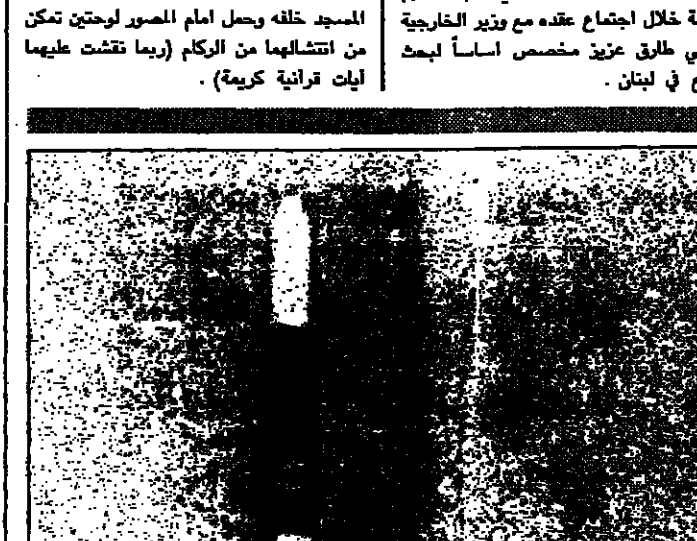 ة خلال اجتماع عقده مع وزير الخارجية
ي طارق عزيز مخصص اساساً لبحث
ع في لبنان .
المسجد خلفه وحمل امام المصور لوحتين تمكن
من انتشالهما من الركام (ربما نقشت عليهما
آيات قرآنية كريمة) .